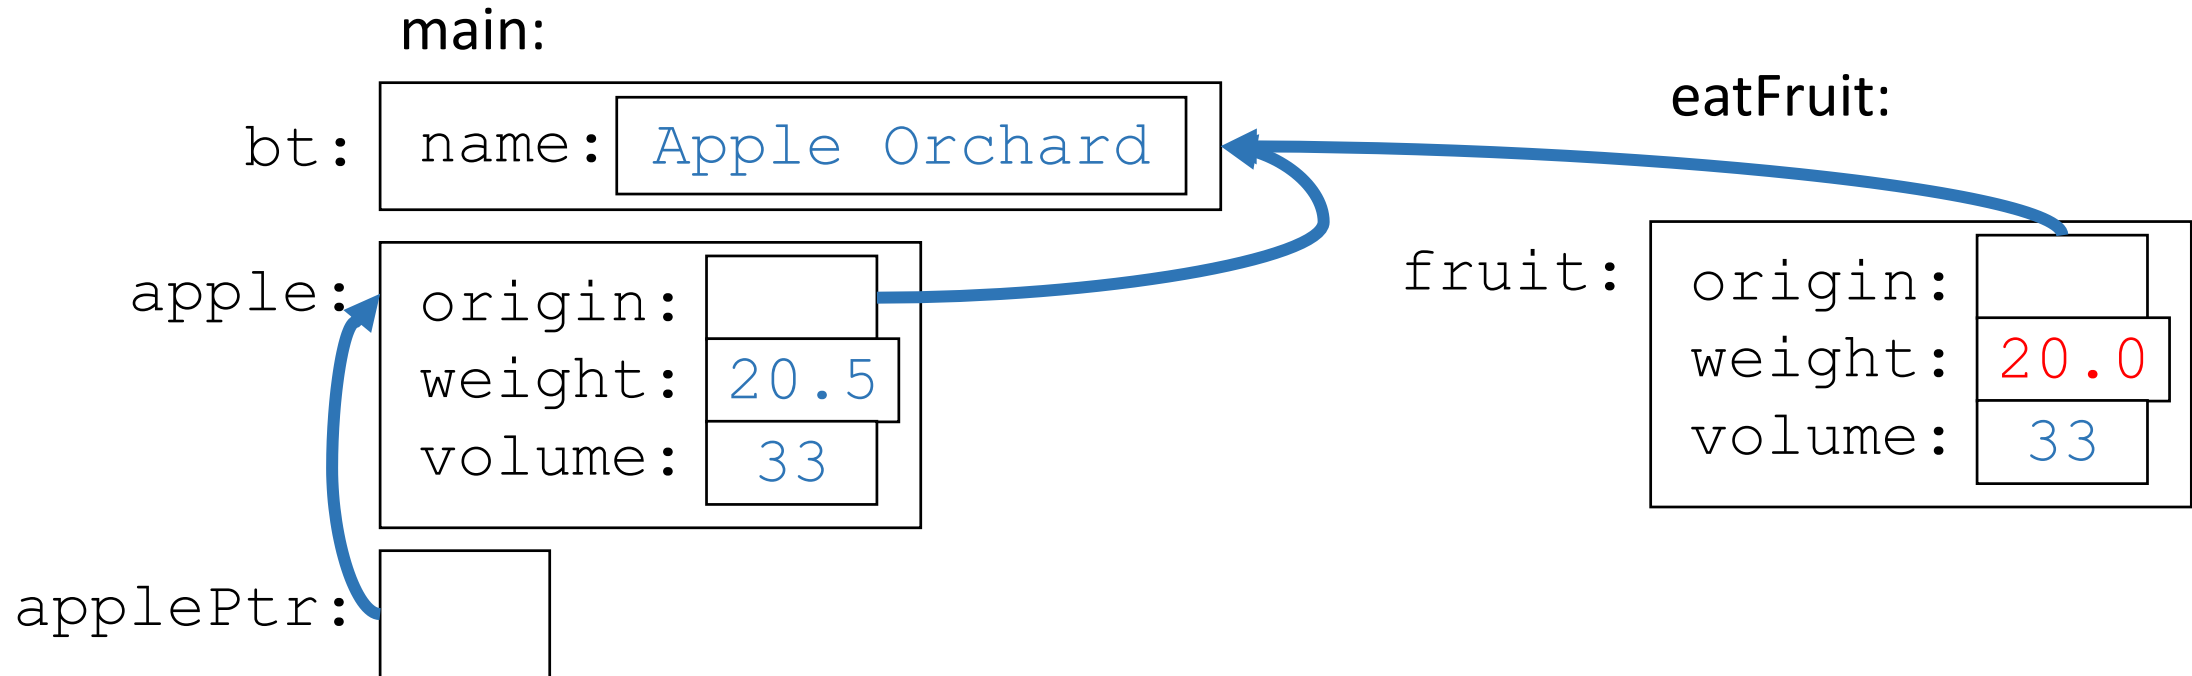 main:
bt: name: Apple Orchard
apple:
origin:
weight: 20.5
volume: 33
applePtr:
eatFruit:
fruit:
origin:
weight: 20.0
volume: 33